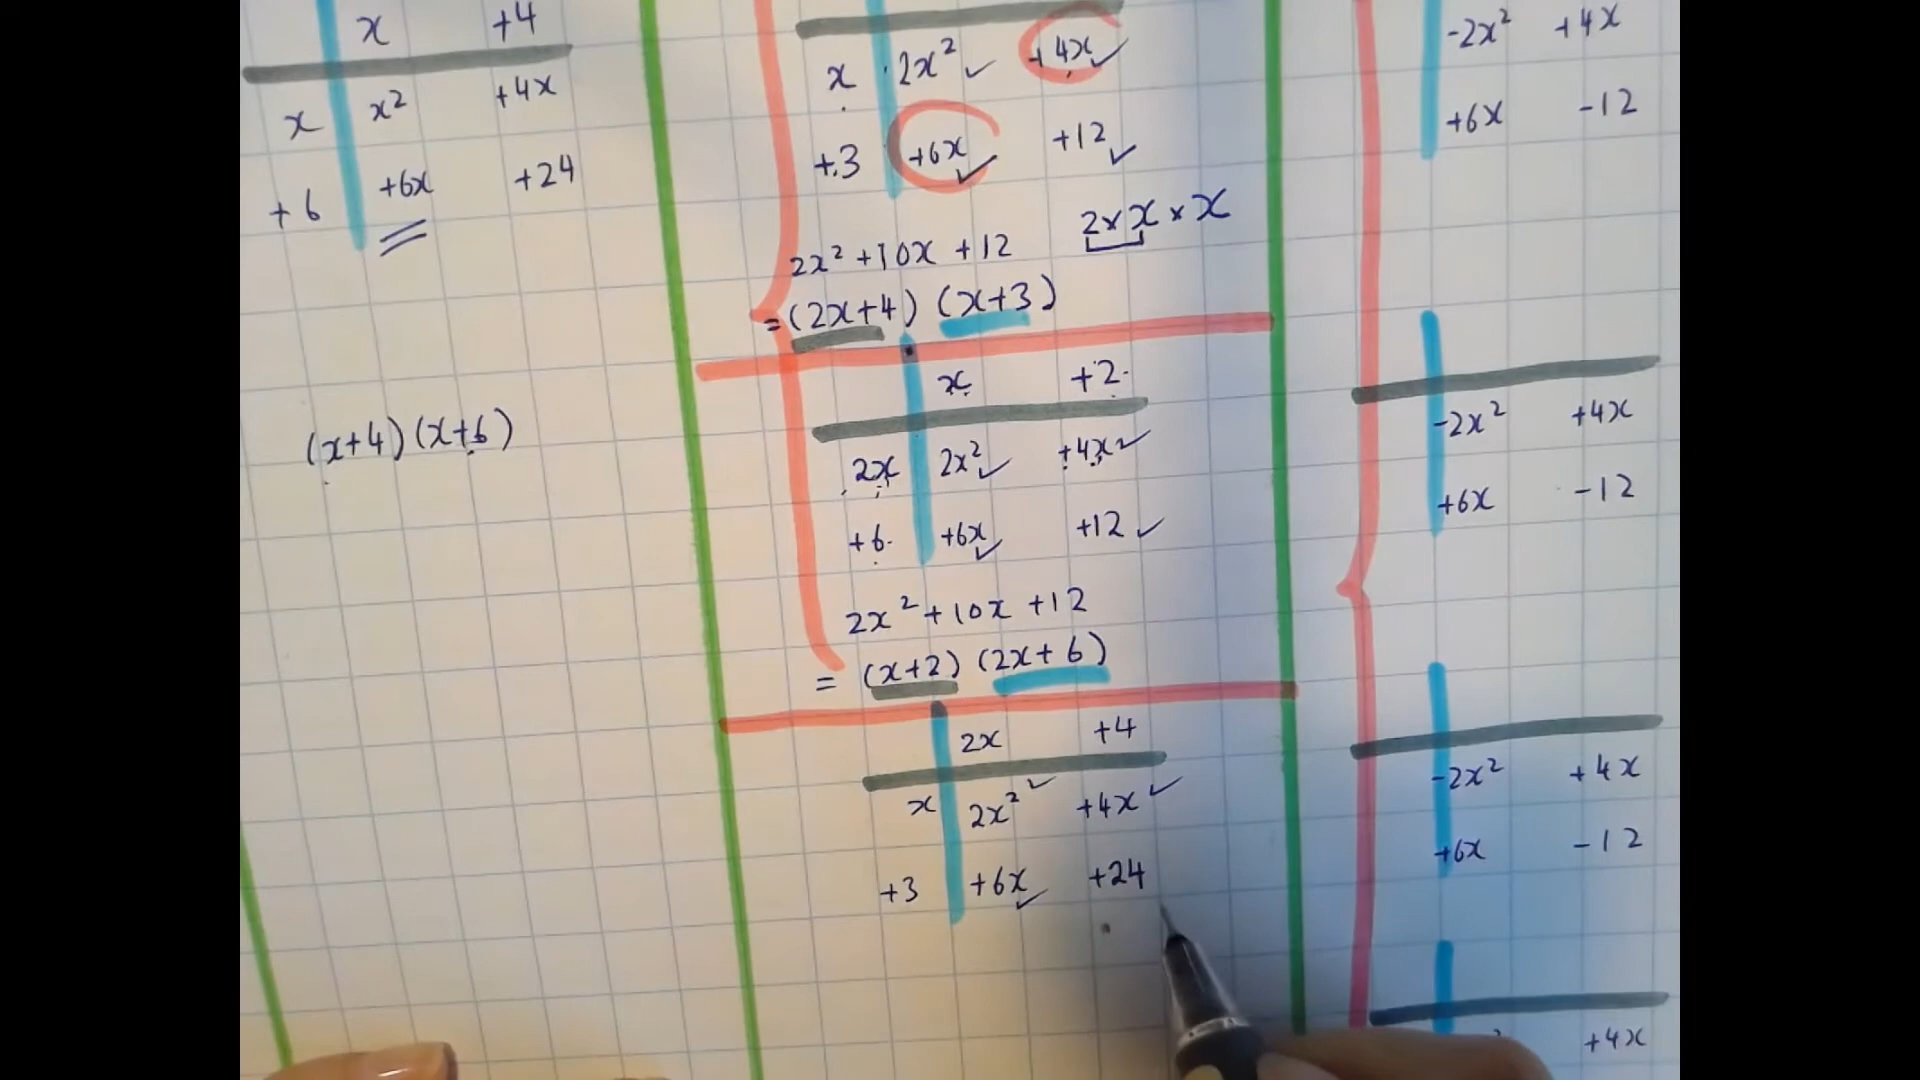 x +4
x x² +4x
+6 +6x +24
(x+4)(x+6)
x 2x² ✓ +4x ✓
+3 +6x ✓ +12 ✓
2×x×x
2x²+10x+12
=(2x+4) (x+3)
x +2
2x 2x² ✓ +4x ✓
+6 +6x ✓ +12 ✓
2x²+10x+12
= (x+2) (2x+6)
2x +4
x 2x² ✓ +4x ✓
+3 +6x ✓ +24
-2x² +4x
+6x -12
-2x² +4x
+6x -12
-2x² +4x
+6x -12
+4x